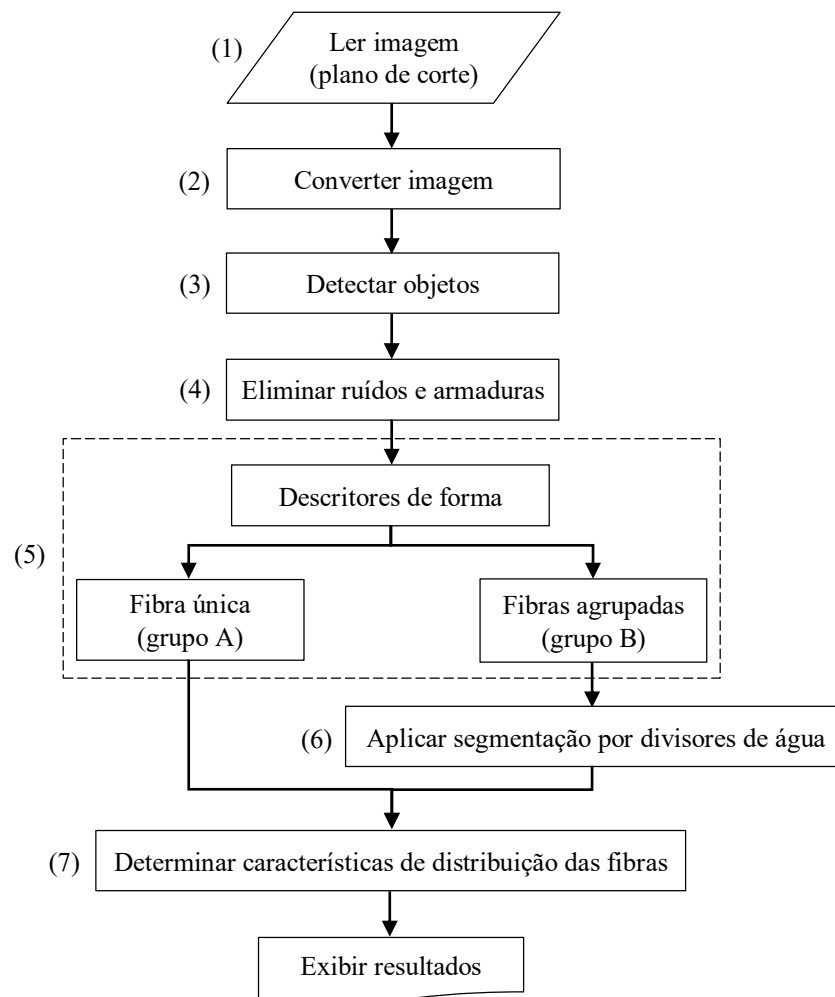 (1)
Ler imagem
(plano de corte)
(2)
Converter imagem
(3)
Detectar objetos
(4)
Eliminar ruídos e armaduras
Descritores de forma
(5)
Fibra única
(grupo A)
Fibras agrupadas
(grupo B)
(6)
Aplicar segmentação por divisores de água
(7)
Determinar características de distribuição das fibras
Exibir resultados